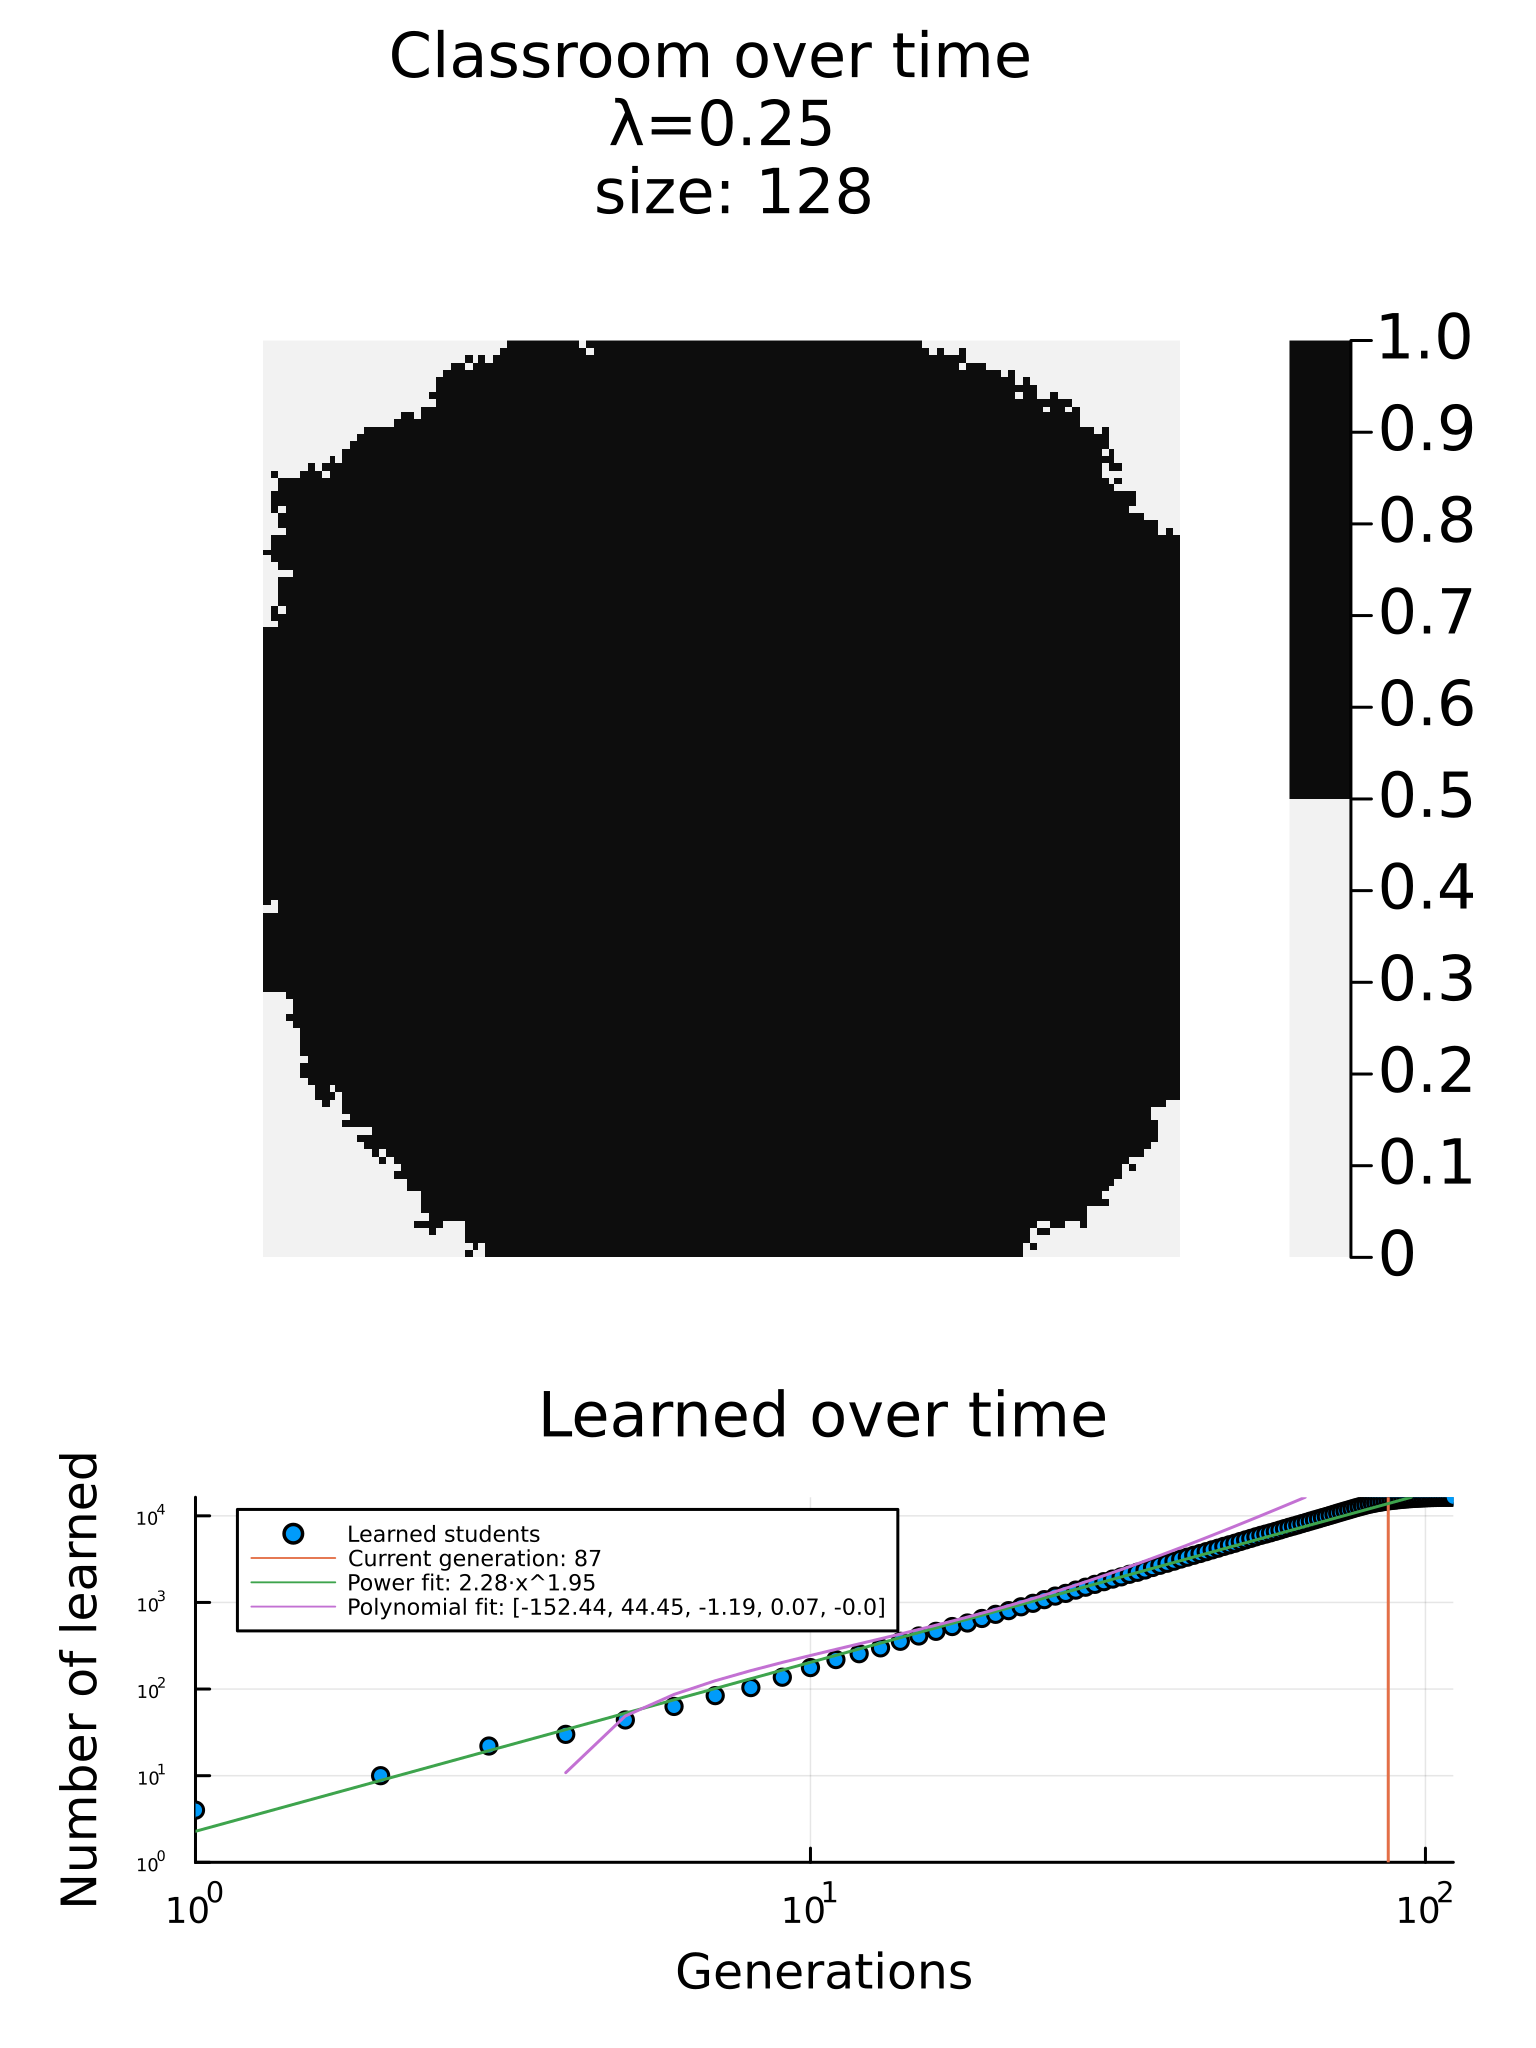 Classroom over time
λ=0.25
size: 128
1.0
0.9
0.8
0.7
0.6
0.5
0.4
0.3
0.2
0.1
0
Learned over time
Number of learned
10^4
10^3
10^2
10^1
10^0
Learned students
Current generation: 87
Power fit: 2.28·x^1.95
Polynomial fit: [-152.44, 44.45, -1.19, 0.07, -0.0]
10^0 10^1 10^2
Generations